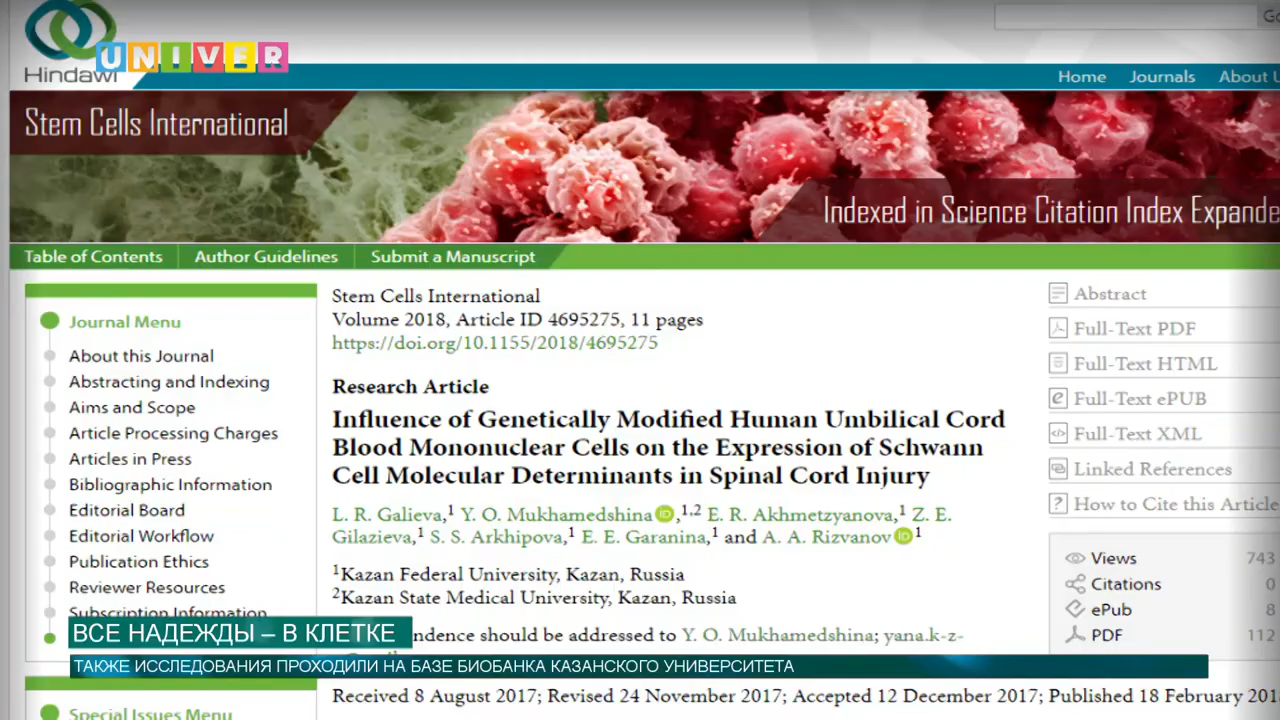 Hindawi
UNIVER
Home Journals About U
Stem Cells International
Indexed in Science Citation Index Expande
Table of Contents Author Guidelines Submit a Manuscript
Journal Menu
About this Journal
Abstracting and Indexing
Aims and Scope
Article Processing Charges
Articles in Press
Bibliographic Information
Editorial Board
Editorial Workflow
Publication Ethics
Reviewer Resources
Subscription Information
Special Issues Menu
Stem Cells International
Volume 2018, Article ID 4695275, 11 pages
https://doi.org/10.1155/2018/4695275
Research Article
Influence of Genetically Modified Human Umbilical Cord
Blood Mononuclear Cells on the Expression of Schwann
Cell Molecular Determinants in Spinal Cord Injury
L. R. Galieva,1 Y. O. Mukhamedshina iD,1,2 E. R. Akhmetzyanova,1 Z. E.
Gilazieva,1 S. S. Arkhipova,1 E. E. Garanina,1 and A. A. Rizvanov iD 1
1Kazan Federal University, Kazan, Russia
2Kazan State Medical University, Kazan, Russia
ndence should be addressed to Y. O. Mukhamedshina; yana.k-z-
Received 8 August 2017; Revised 24 November 2017; Accepted 12 December 2017; Published 18 February 201
Abstract
Full-Text PDF
Full-Text HTML
Full-Text ePUB
Full-Text XML
Linked References
How to Cite this Article
Views 743
Citations 0
ePub 8
PDF 112
ВСЕ НАДЕЖДЫ – В КЛЕТКЕ
ТАКЖЕ ИССЛЕДОВАНИЯ ПРОХОДИЛИ НА БАЗЕ БИОБАНКА КАЗАНСКОГО УНИВЕРСИТЕТА